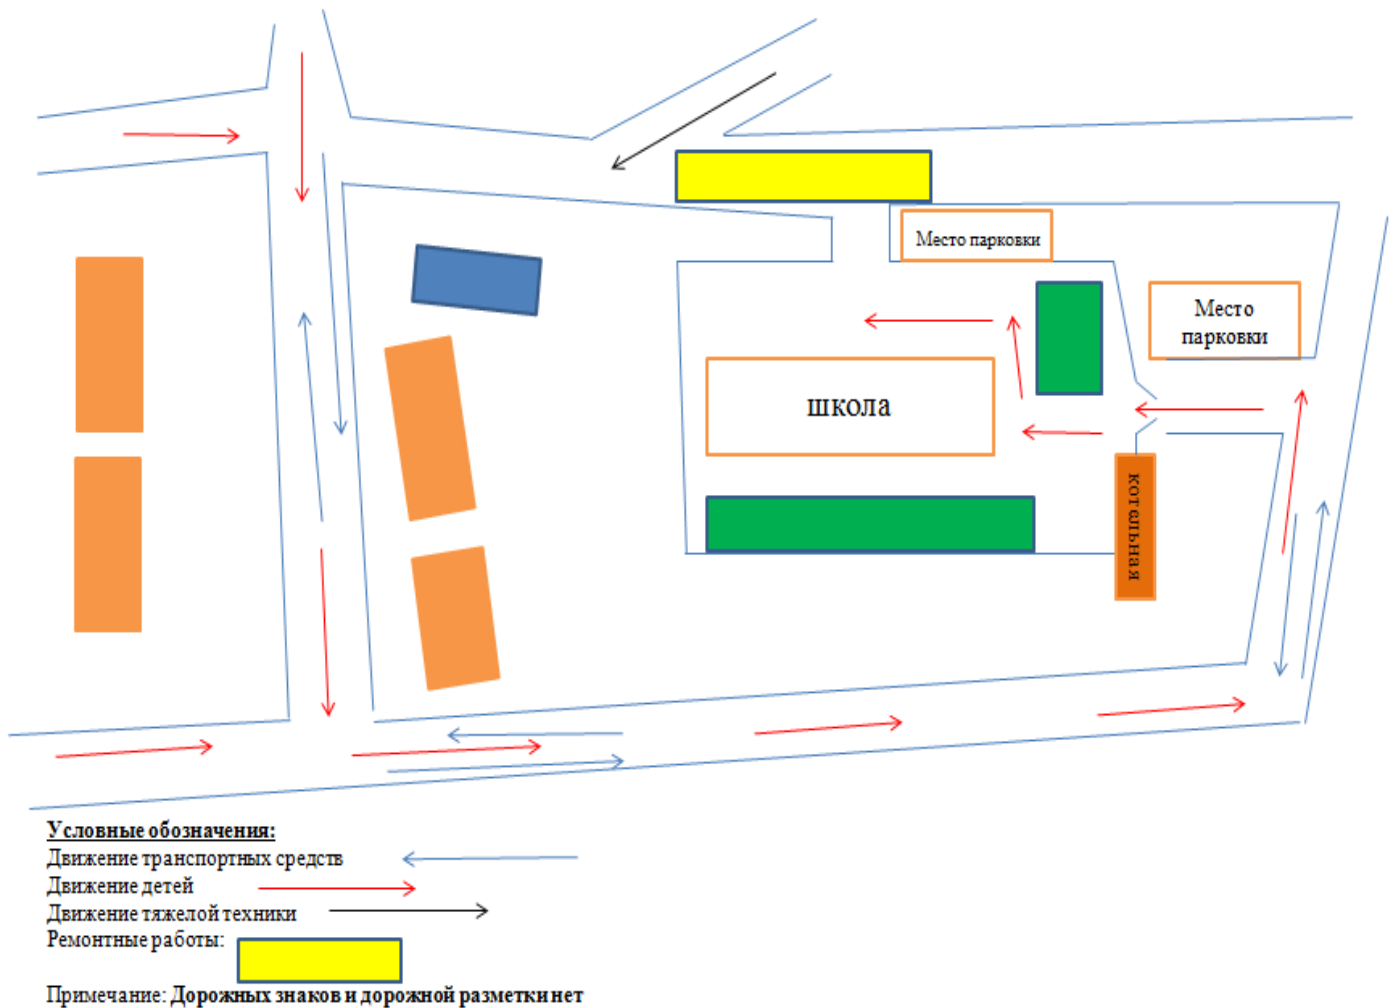 Место парковки
Место
парковки
школа
котельная
Условные обозначения:
Движение транспортных средств
Движение детей
Движение тяжелой техники
Ремонтные работы:
Примечание: Дорожных знаков и дорожной разметки нет